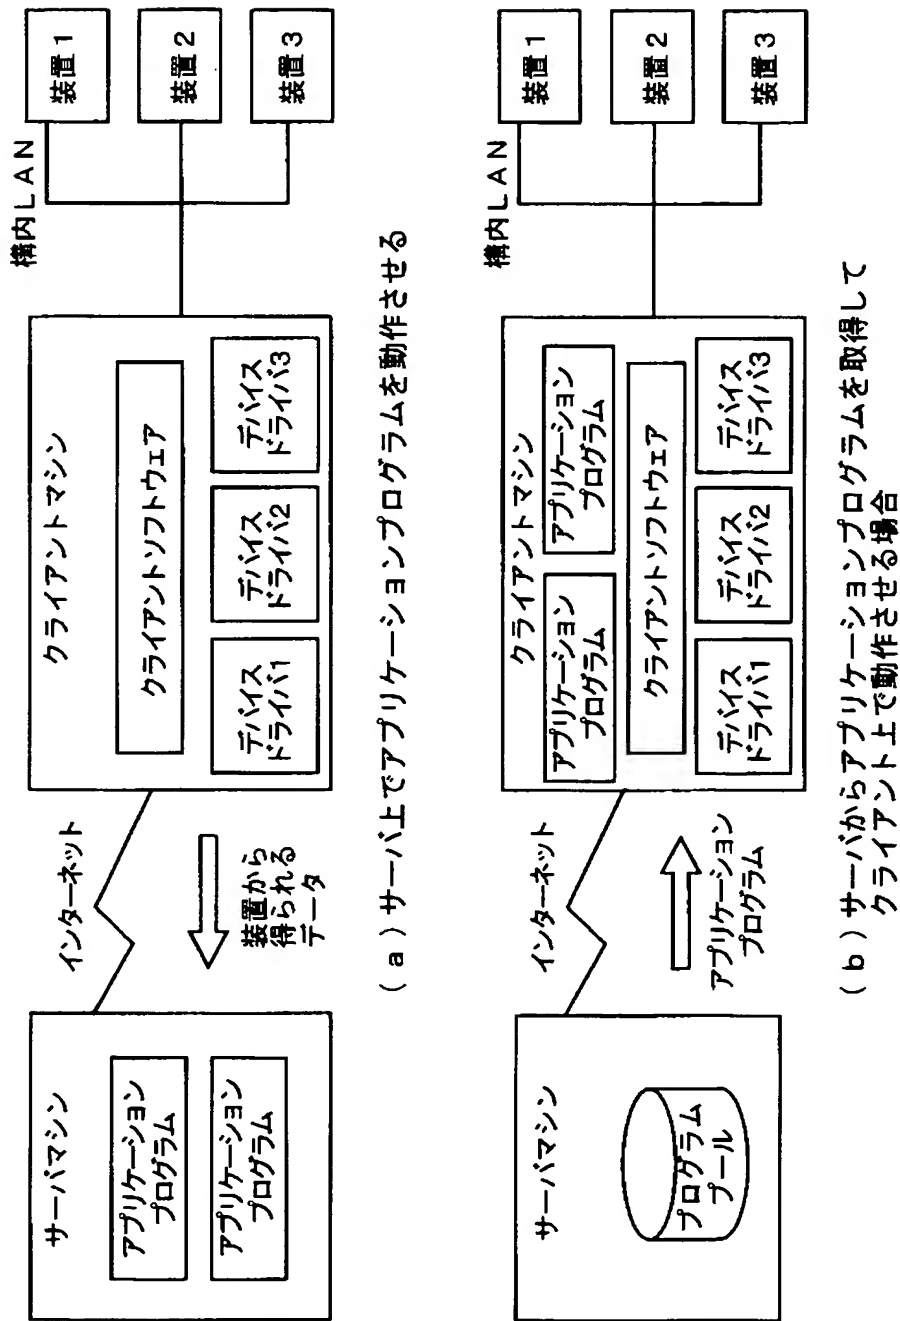 サーバマシン
アプリケーション
プログラム
アプリケーション
プログラム
インターネット
装置から
得られる
データ
クライアントマシン
クライアントソフトウェア
デバイス
ドライバ1
デバイス
ドライバ2
デバイス
ドライバ3
構内LAN
装置1
装置2
装置3
(a)サーバ上でアプリケーションプログラムを動作させる
サーバマシン
プログラム
プール
インターネット
アプリケーション
プログラム
クライアントマシン
アプリケーション
プログラム
アプリケーション
プログラム
クライアントソフトウェア
デバイス
ドライバ1
デバイス
ドライバ2
デバイス
ドライバ3
構内LAN
装置1
装置2
装置3
(b)サーバからアプリケーションプログラムを取得して
クライアント上で動作させる場合